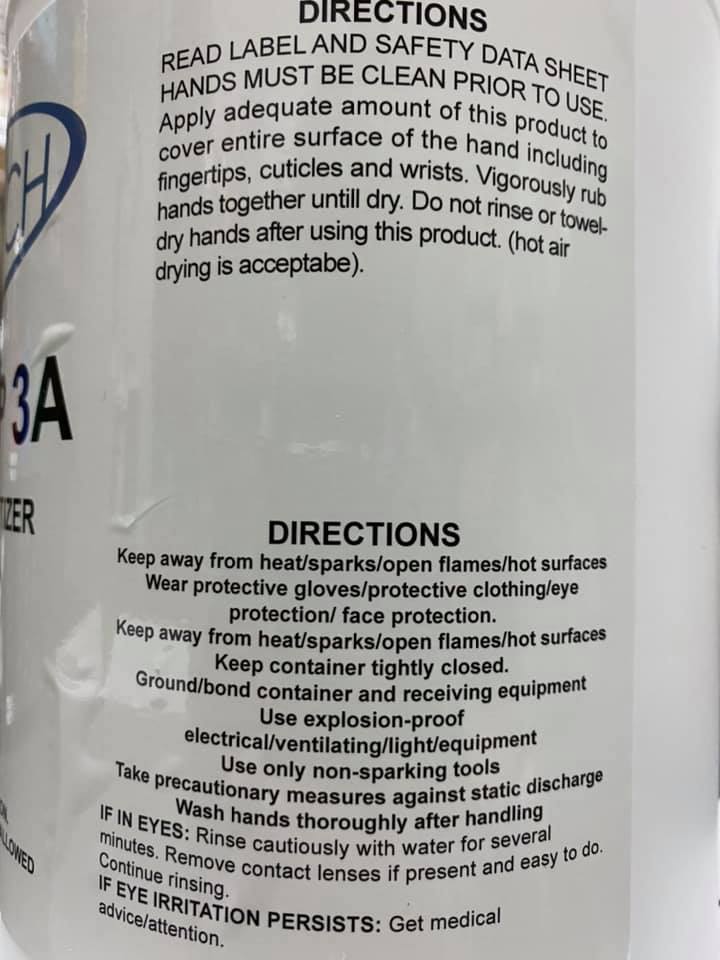 DIRECTIONS
READ LABEL AND SAFETY DATA SHEET
HANDS MUST BE CLEAN PRIOR TO USE.
Apply adequate amount of this product to
cover entire surface of the hand including
fingertips, cuticles and wrists. Vigorously rub
hands together untill dry. Do not rinse or towel-
dry hands after using this product. (hot air
drying is acceptabe).
CH
3A
IZER
DIRECTIONS
Keep away from heat/sparks/open flames/hot surfaces
Wear protective gloves/protective clothing/eye
protection/ face protection.
Keep away from heat/sparks/open flames/hot surfaces
Keep container tightly closed.
Ground/bond container and receiving equipment
Use explosion-proof
electrical/ventilating/light/equipment
Use only non-sparking tools
Take precautionary measures against static discharge
Wash hands thoroughly after handling
IF IN EYES: Rinse cautiously with water for several
minutes. Remove contact lenses if present and easy to do.
Continue rinsing.
IF EYE IRRITATION PERSISTS: Get medical
advice/attention.
LLOWED